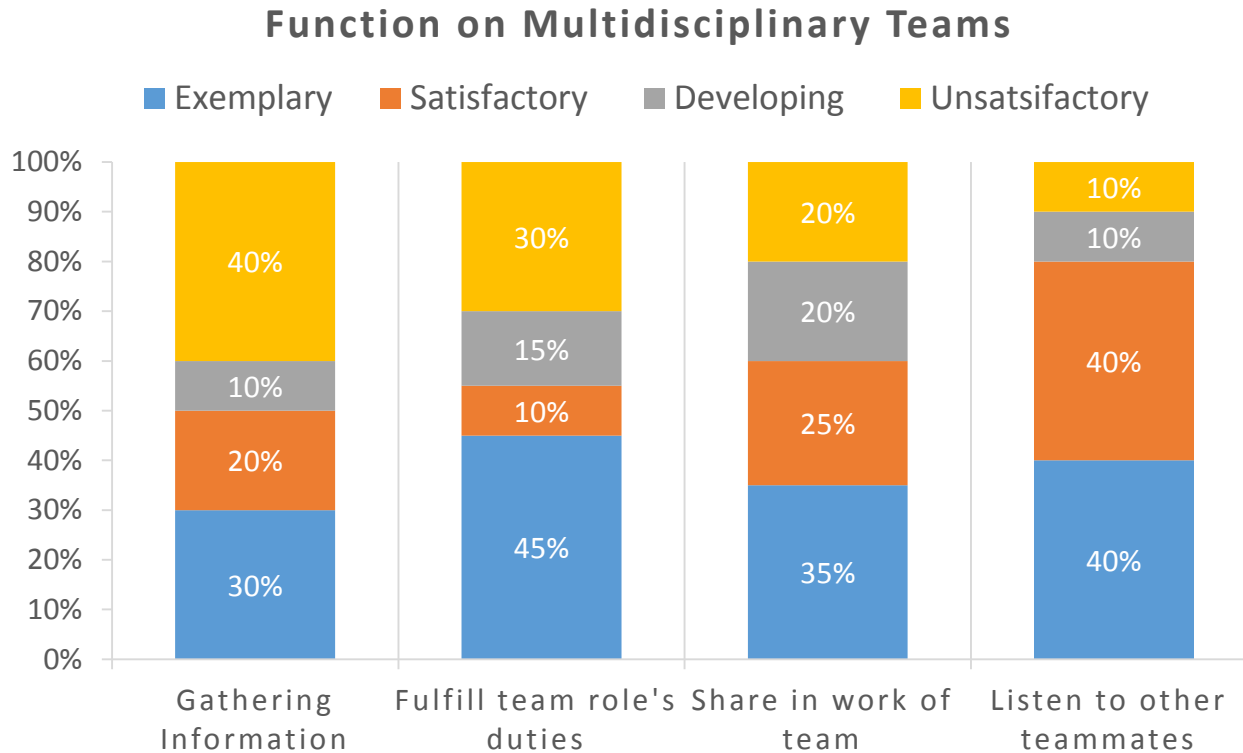 Function on Multidisciplinary Teams
Exemplary Satisfactory Developing Unsatsifactory
100%
90%
80%
70%
60%
50%
40%
30%
20%
10%
0%
40%
10%
20%
30%
30%
15%
10%
45%
20%
20%
25%
35%
10%
10%
40%
40%
Gathering
Information
Fulfill team role's
duties
Share in work of
team
Listen to other
teammates